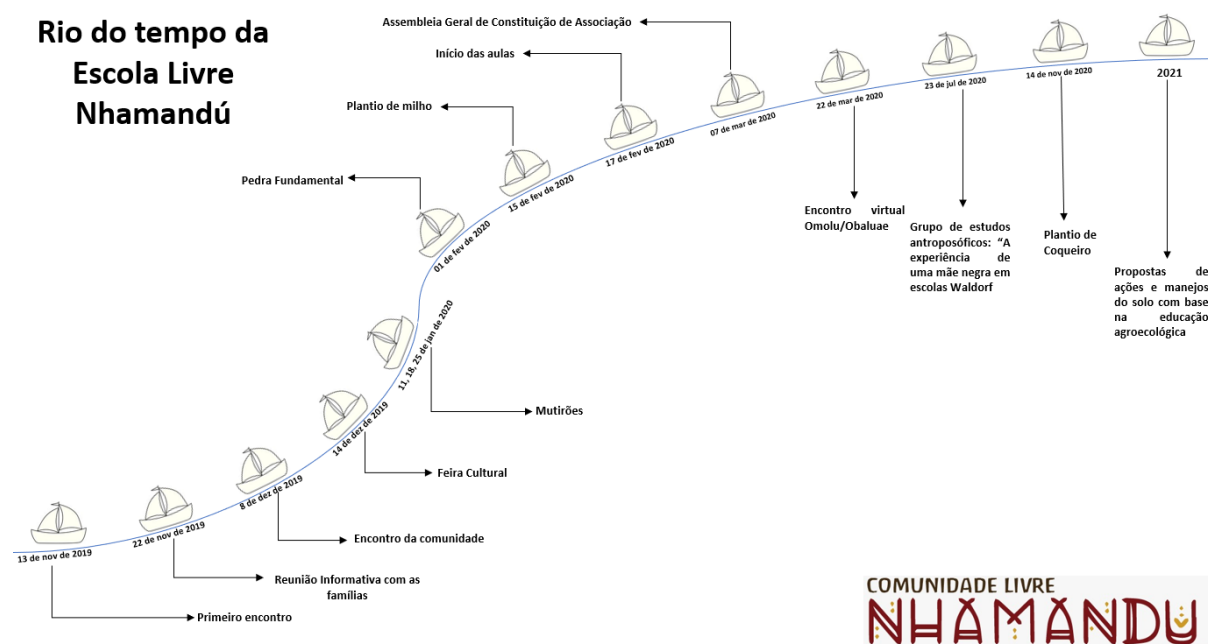 Rio do tempo da
Escola Livre
Nhamandú
13 de nov de 2019
Primeiro encontro
22 de nov de 2019
Reunião Informativa com as
famílias
8 de dez de 2019
Encontro da comunidade
14 de dez de 2019
Feira Cultural
11, 18, 25 de jan de 2020
Mutirões
01 de fev de 2020
Pedra Fundamental
15 de fev de 2020
Plantio de milho
17 de fev de 2020
Início das aulas
07 de mar de 2020
Assembleia Geral de Constituição de Associação
22 de mar de 2020
Encontro virtual
Omolu/Obaluae
23 de jul de 2020
Grupo de estudos
antroposóficos: “A
experiência de
uma mãe negra em
escolas Waldorf
14 de nov de 2020
Plantio de
Coqueiro
2021
Propostas de
ações e manejos
do solo com base
na educação
agroecológica
COMUNIDADE LIVRE
NHAMANDU